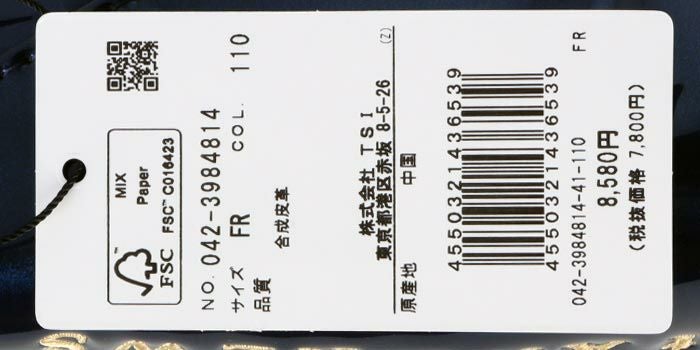 MIX
Paper
FSC™ C016423
FSC
NO. 042-3984814
サイズ FR COL. 110
品質
合成皮革
株式会社 TSI
東京都港区赤坂 8-5-26
(Z)
原産地 中国
4550321436539
4550321436539
042-3984814-41-110
FR
8,580円
(税抜価格 7,800円)